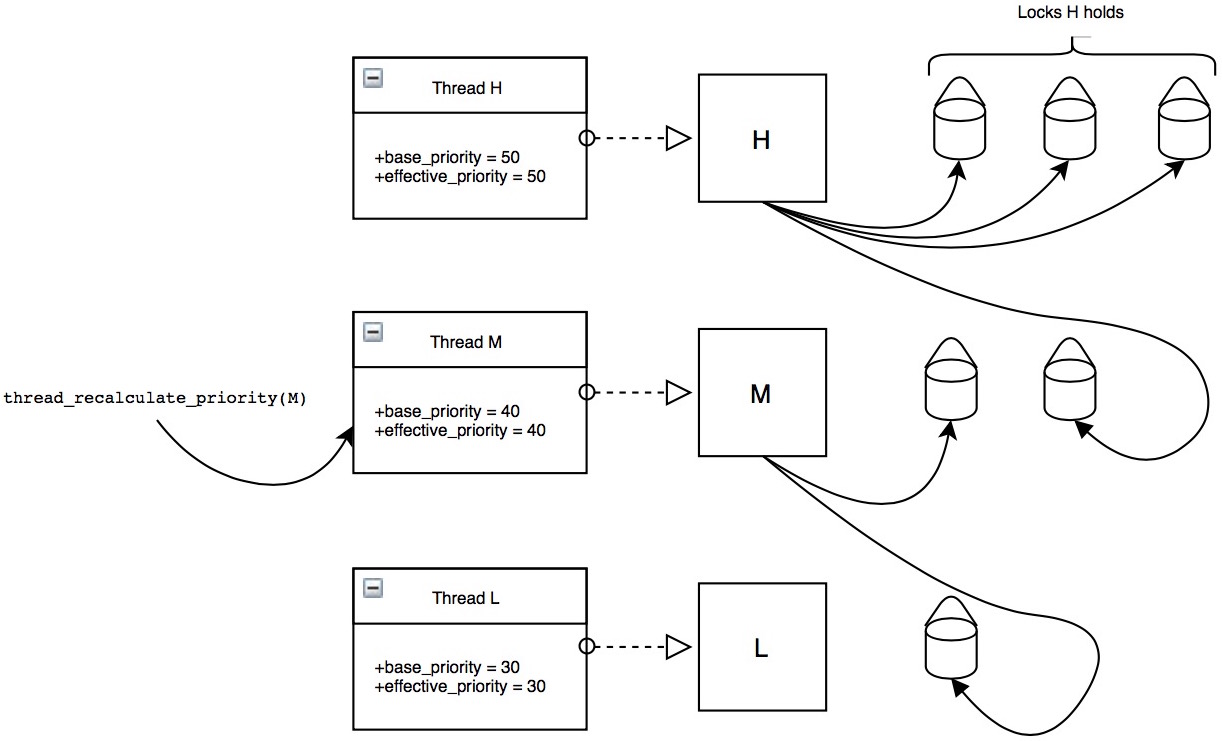 Locks H holds
Thread H
+base_priority = 50
+effective_priority = 50
H
Thread M
+base_priority = 40
+effective_priority = 40
M
thread_recalculate_priority(M)
Thread L
+base_priority = 30
+effective_priority = 30
L